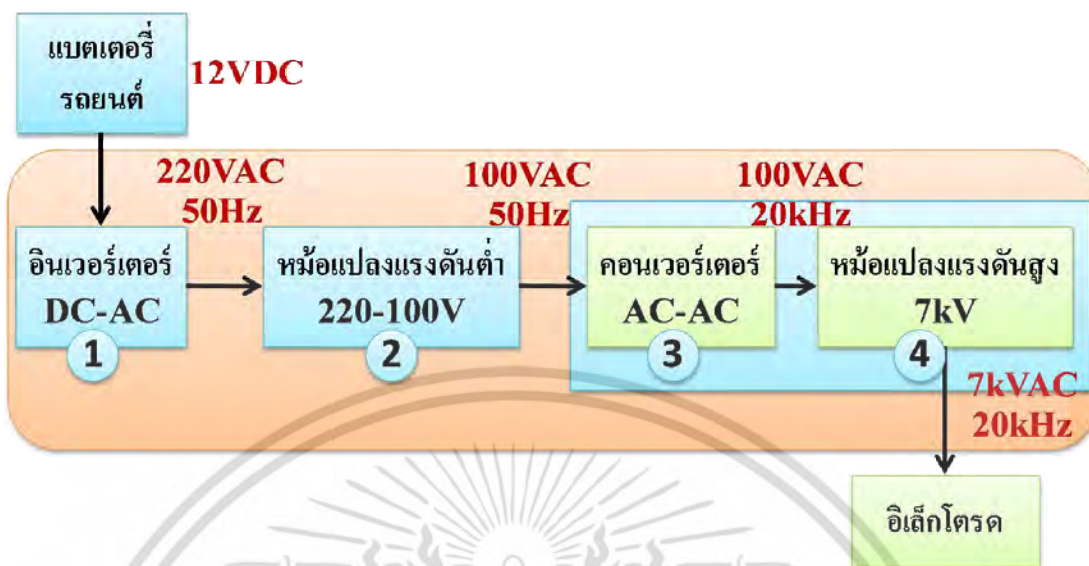 แบตเตอรี่
รถยนต์
12VDC
220VAC
50Hz
100VAC
50Hz
100VAC
20kHz
อินเวอร์เตอร์
DC-AC
1
หม้อแปลงแรงดันต่ำ
220-100V
2
คอนเวอร์เตอร์
AC-AC
3
หม้อแปลงแรงดันสูง
7kV
4
7kVAC
20kHz
อิเล็กโตรด